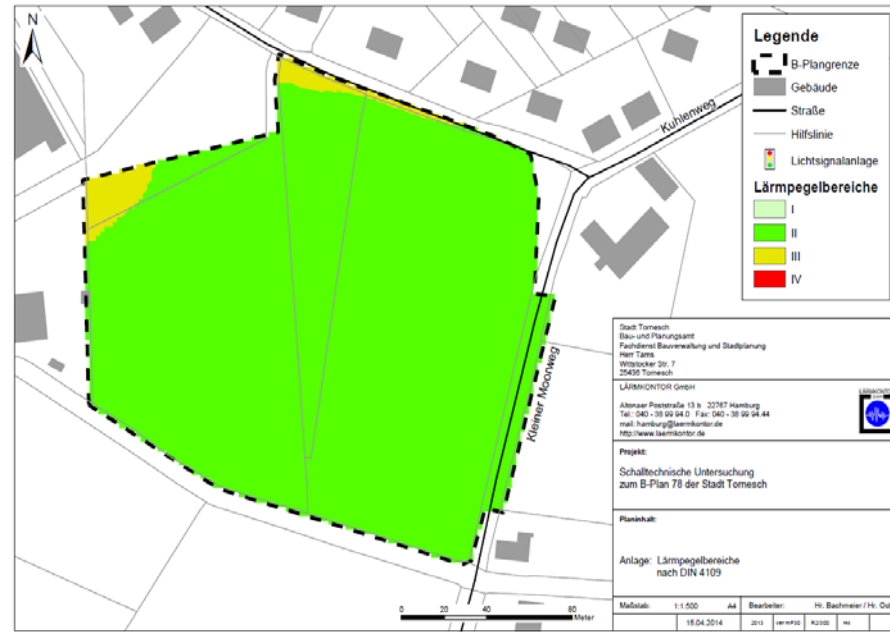 N
Kuhlenweg
Kleiner Moorweg
0 20 40 60 80
Meter
Legende
B-Plangrenze
Gebäude
Straße
Hilfslinie
Lichtsignalanlage
Lärmpegelbereiche
I
II
III
IV
Stadt Tornesch
Bau- und Planungsamt
Fachdienst Bauverwaltung und Stadtplanung
Herr Tams
Wittstocker Str. 7
25436 Tornesch
LÄRMKONTOR GmbH
Altonaer Poststraße 13 b 22767 Hamburg
Tel.: 040 - 38 99 94.0 Fax: 040 - 38 99 94.44
mail: hamburg@laermkontor.de
http://www.laermkontor.de
LÄRMKONTOR
Projekt:
Schalltechnische Untersuchung
zum B-Plan 78 der Stadt Tornesch
Planinhalt:
Anlage: Lärmpegelbereiche
nach DIN 4109
Maßstab: 1:1.500 A4 Bearbeiter: Hr. Bachmeier / Hr.
15.04.2014 2013